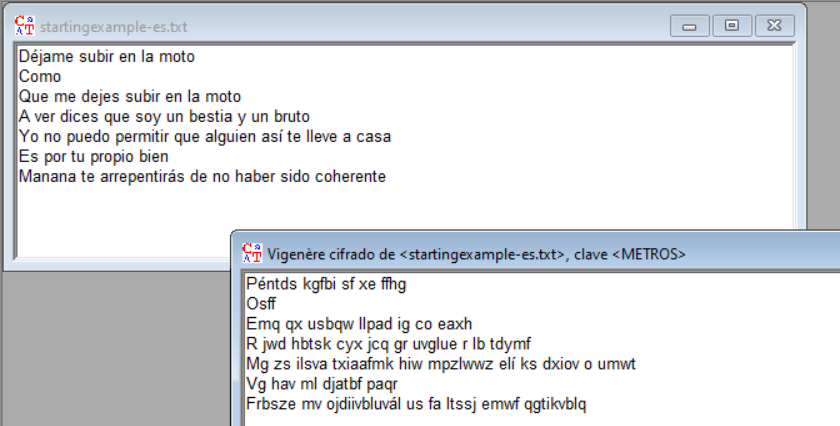 startingexample-es.txt
Déjame subir en la moto
Como
Que me dejes subir en la moto
A ver dices que soy un bestia y un bruto
Yo no puedo permitir que alguien así te lleve a casa
Es por tu propio bien
Manana te arrepentirás de no haber sido coherente
Vigenère cifrado de <startingexample-es.txt>, clave <METROS>
Péntds kgfbi sf xe ffhg
Osff
Emq qx usbqw llpad ig co eaxh
R jwd hbtsk cyx jcq gr uvglue r lb tdymf
Mg zs ilsva txiaafmk hiw mpzlwwz elí ks dxiov o umwt
Vg hav ml djatbf paqr
Frbsze mv ojdiivbluvál us fa ltssj emwf qgtikvblq